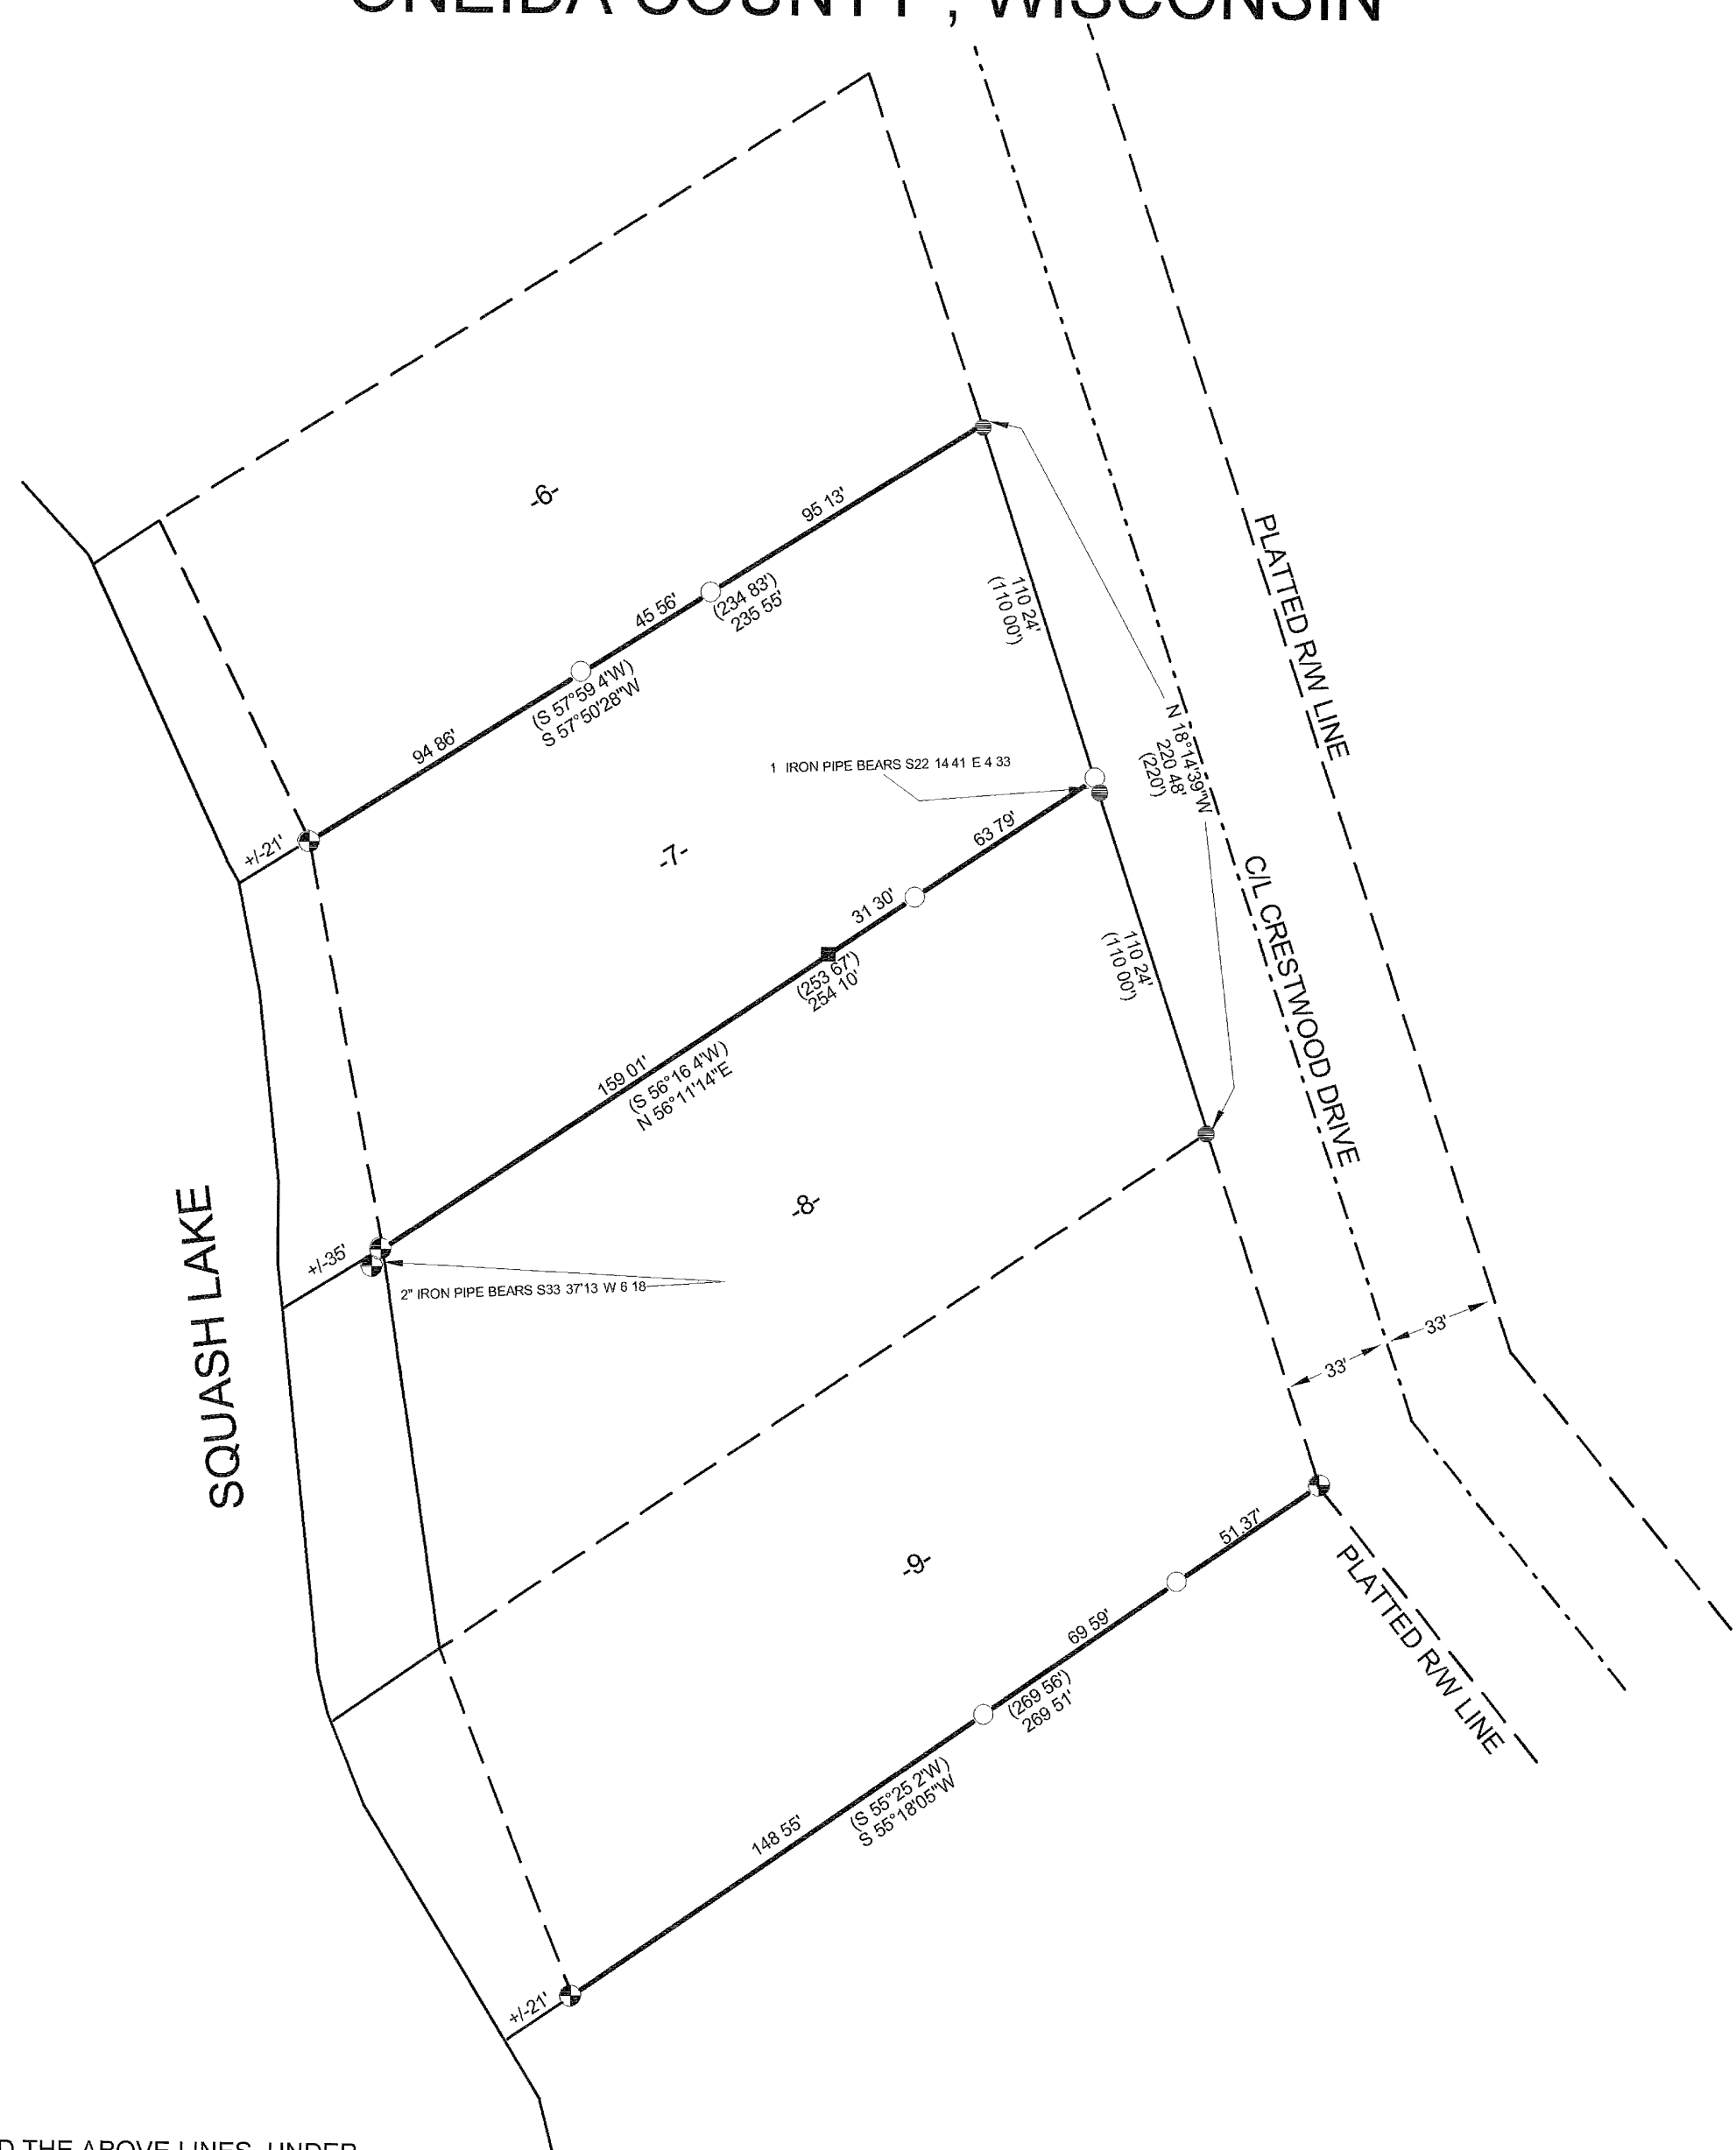 ONEIDA COUNTY , WISCONSIN
-6-
95 13'
45 56'
(234 83')
235 55'
(S 57°59 4'W)
S 57°50'28"W
94 86'
+/-21'
110 24'
(110 00')
PLATTED R/W LINE
N 18°14'39"W
220 48'
(220')
1 IRON PIPE BEARS S22 1441 E 4 33
-7-
63 79'
31 30'
(253 67')
254 10'
159 01'
(S 56°16 4'W)
N 56°11'14"E
110 24'
(110 00')
C/L CRESTWOOD DRIVE
SQUASH LAKE
-8-
+/-35'
2" IRON PIPE BEARS S33 37'13 W 6 18
33'
33'
-9-
51.37'
69 59'
(269 56')
269 51'
PLATTED R/W LINE
148 55'
(S 55°25 2'W)
S 55°18'05"W
+/-21'
THE ABOVE LINES, UNDER